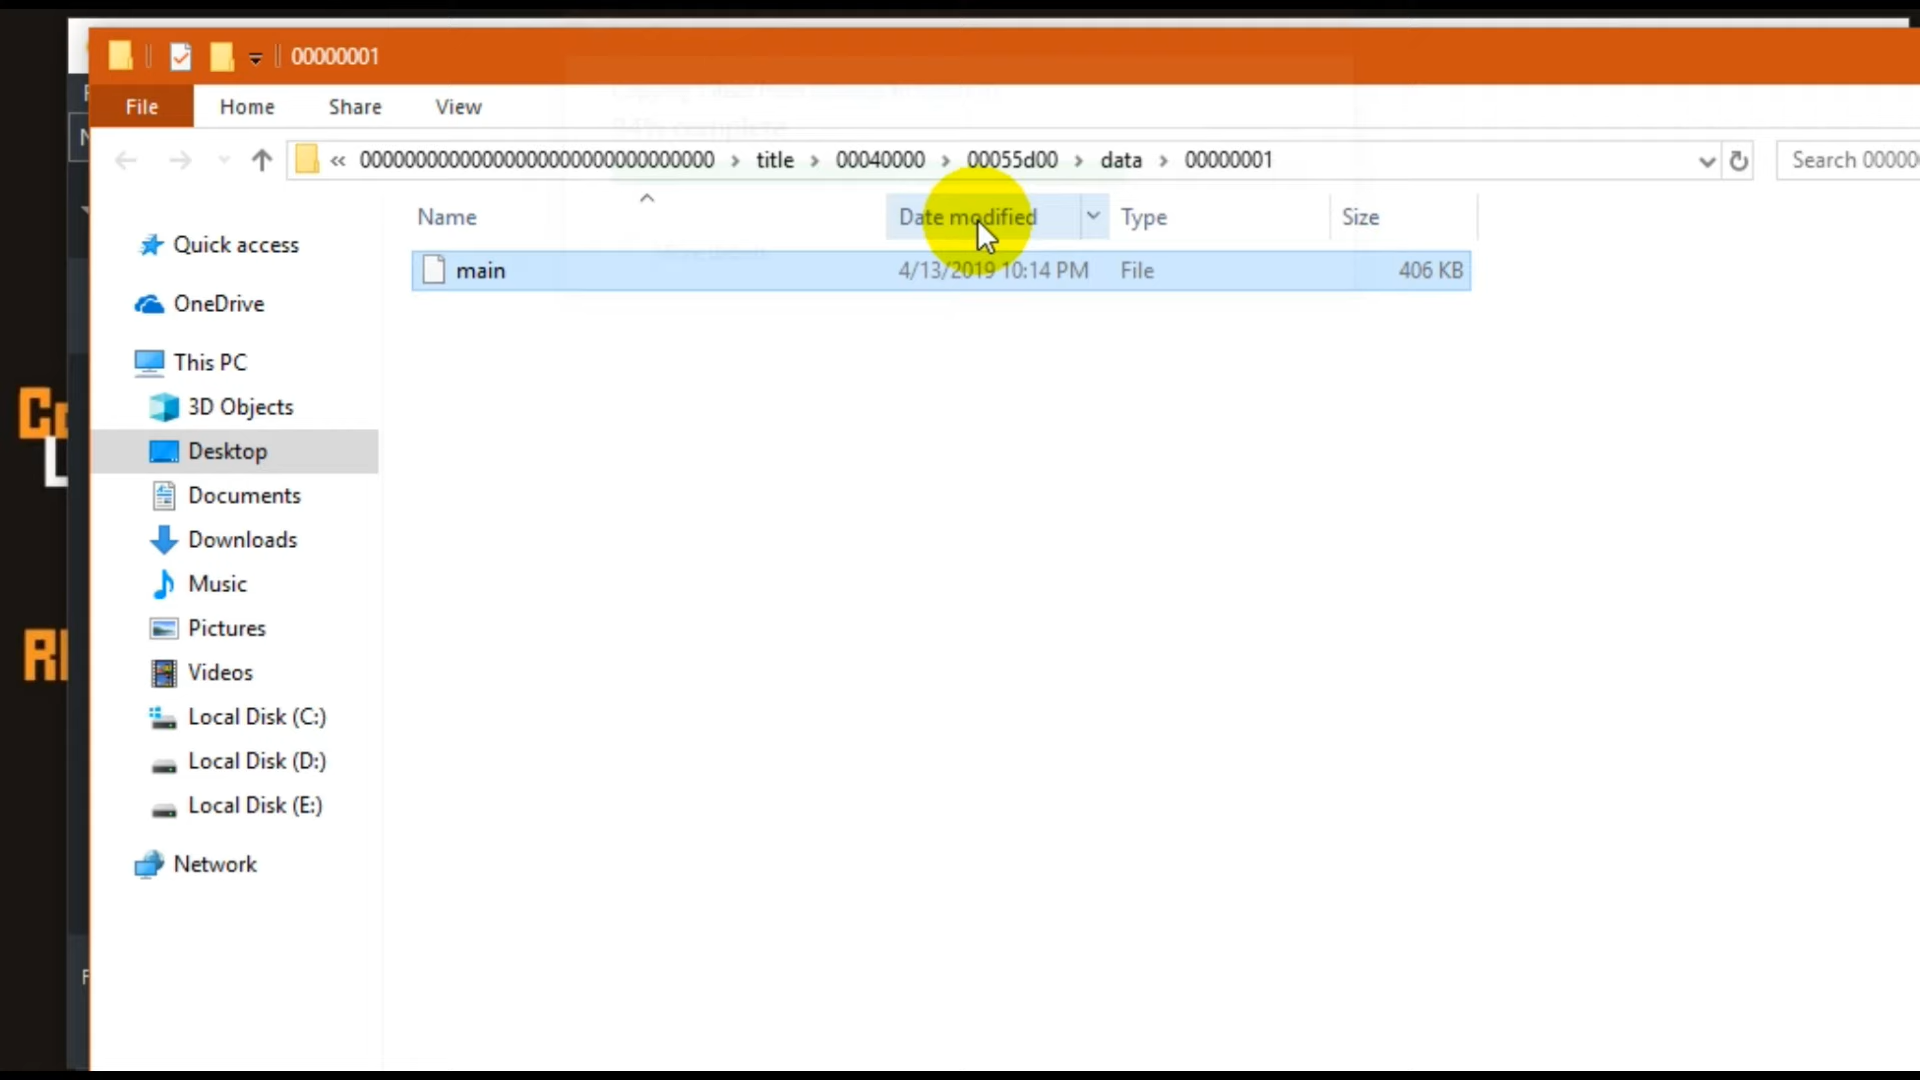 00000001
File Home Share View
« 00000000000000000000000000000000 › title › 00040000 › 00055d00 › data › 00000001
Name Date modified Type Size
main 4/13/2019 10:14 PM File 406 KB
Quick access
OneDrive
This PC
3D Objects
Desktop
Documents
Downloads
Music
Pictures
Videos
Local Disk (C:)
Local Disk (D:)
Local Disk (E:)
Network